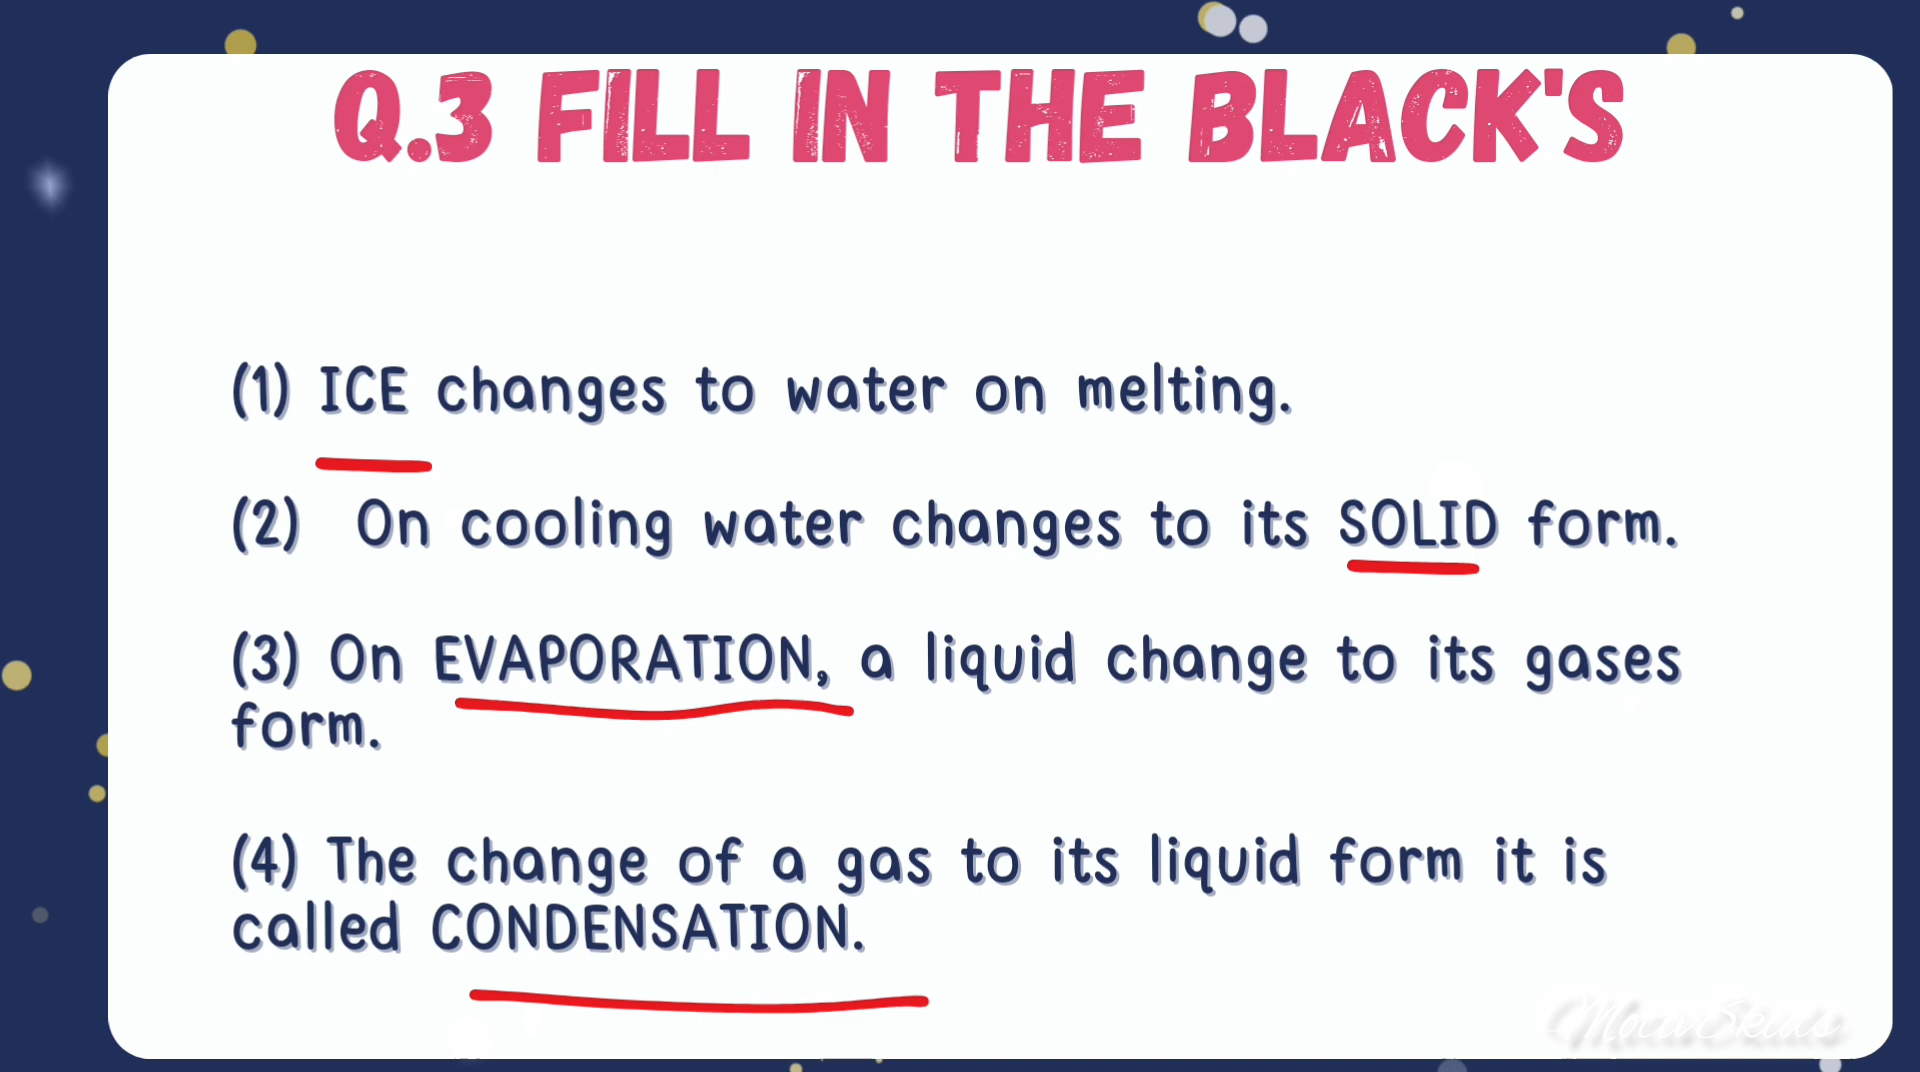 Q.3 FILL IN THE BLACK'S
(1) ICE changes to water on melting.
(2) On cooling water changes to its SOLID form.
(3) On EVAPORATION, a liquid change to its gases
form.
(4) The change of a gas to its liquid form it is
called CONDENSATION.